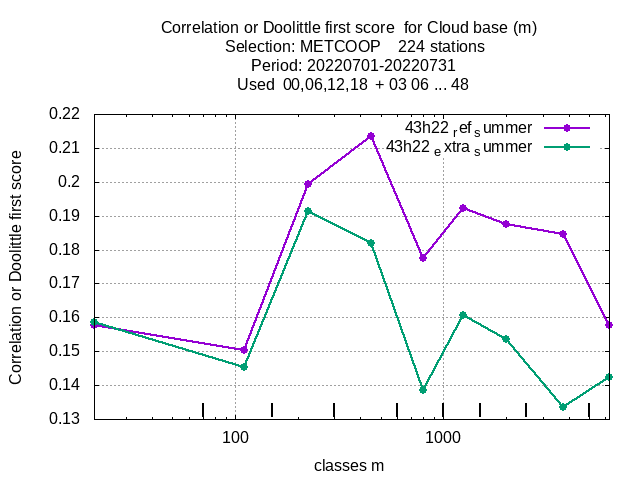 Correlation or Doolittle first score  for Cloud base (m)
Selection: METCOOP    224 stations
Period: 20220701-20220731
Used  00,06,12,18  + 03 06 ... 48
43h22 ref summer
43h22 extra summer
Correlation or Doolittle first score
0.22
0.21
0.2
0.19
0.18
0.17
0.16
0.15
0.14
0.13
100
1000
classes m